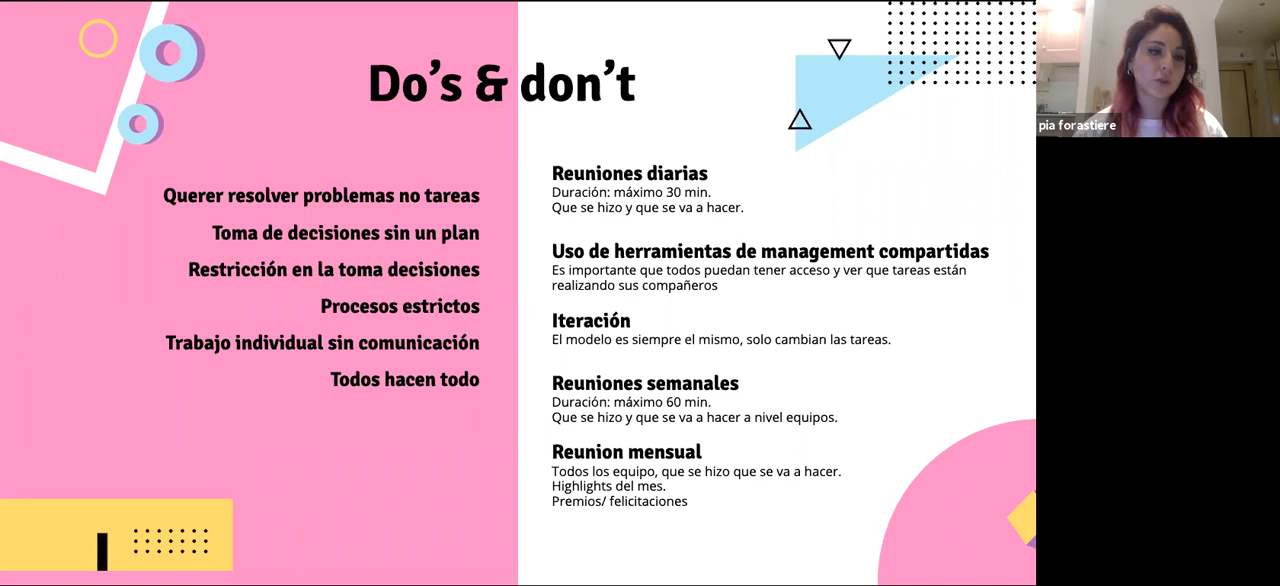 Do's & don't
Querer resolver problemas no tareas
Toma de decisiones sin un plan
Restricción en la toma decisiones
Procesos estrictos
Trabajo individual sin comunicación
Todos hacen todo
Reuniones diarias
Duración: máximo 30 min.
Que se hizo y que se va a hacer.
Uso de herramientas de management compartidas
Es importante que todos puedan tener acceso y ver que tareas están
realizando sus compañeros
Iteración
El modelo es siempre el mismo, solo cambian las tareas.
Reuniones semanales
Duración: máximo 60 min.
Que se hizo y que se va a hacer a nivel equipos.
Reunion mensual
Todos los equipo, que se hizo que se va a hacer.
Highlights del mes.
Premios/ felicitaciones
pia forastiere